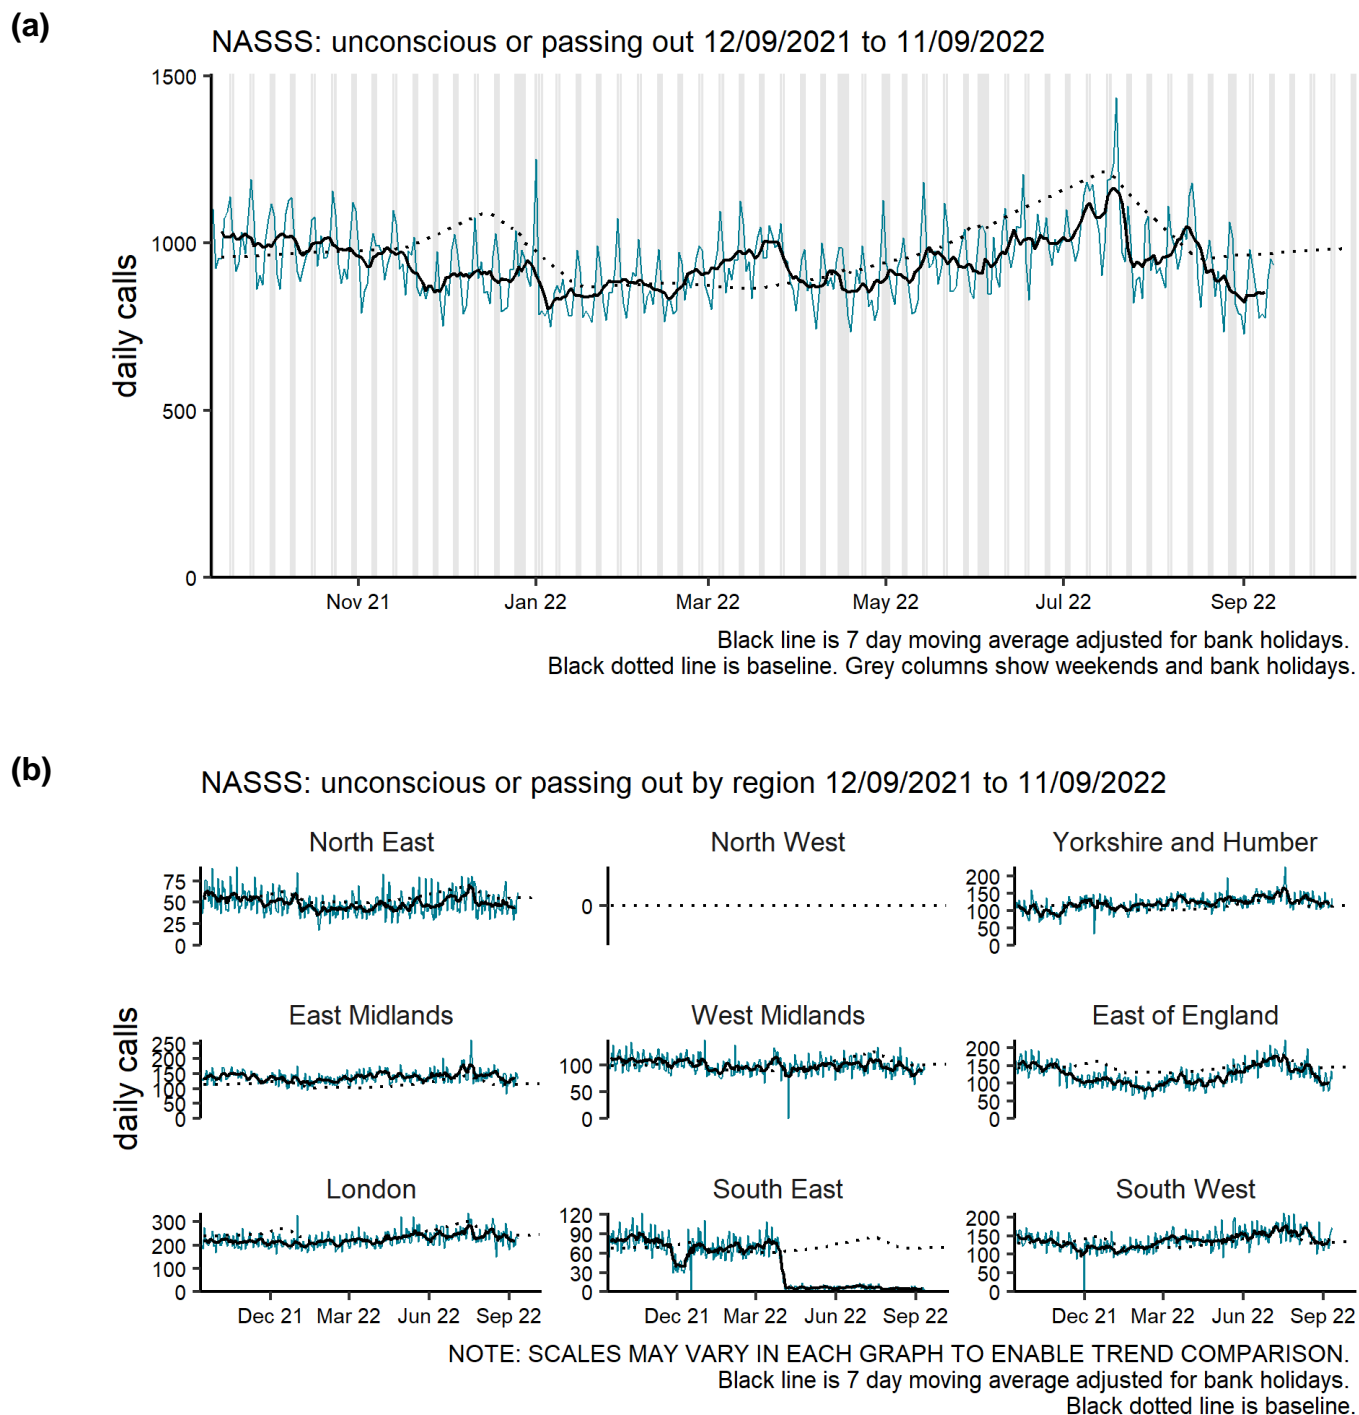 (a)
NASSS: unconscious or passing out 12/09/2021 to 11/09/2022
1500
1000
500
0
daily calls
Nov 21 Jan 22 Mar 22 May 22 Jul 22 Sep 22
Black line is 7 day moving average adjusted for bank holidays.
Black dotted line is baseline. Grey columns show weekends and bank holidays.
(b)
NASSS: unconscious or passing out by region 12/09/2021 to 11/09/2022
North East North West Yorkshire and Humber
75
50
25
0
0
200
150
100
50
0
daily calls
East Midlands West Midlands East of England
250
200
150
100
50
0
100
50
0
200
150
100
50
0
London South East South West
300
200
100
0
120
90
60
30
0
200
150
100
50
0
Dec 21 Mar 22 Jun 22 Sep 22 Dec 21 Mar 22 Jun 22 Sep 22 Dec 21 Mar 22 Jun 22 Sep 22
NOTE: SCALES MAY VARY IN EACH GRAPH TO ENABLE TREND COMPARISON.
Black line is 7 day moving average adjusted for bank holidays.
Black dotted line is baseline.